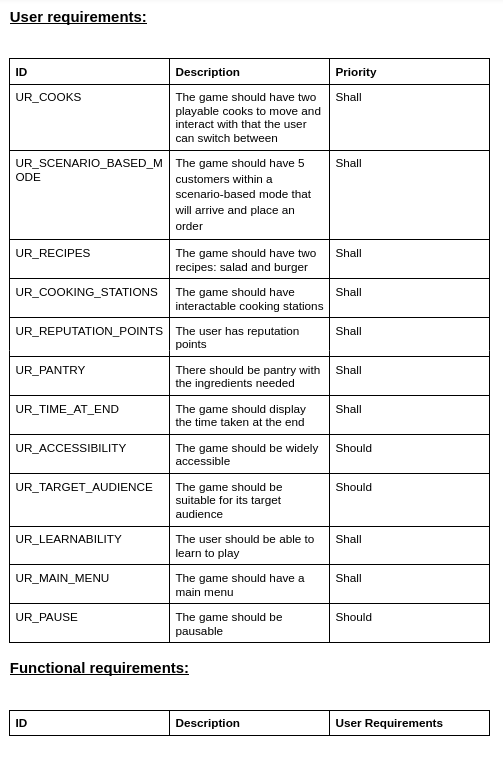 User requirements:
ID Description Priority
UR_COOKS The game should have two Shall
playable cooks to move and
interact with that the user
can switch between
UR_SCENARIO_BASED_M The game should have 5 Shall
ODE customers within a
scenario-based mode that
will arrive and place an
order
UR_RECIPES The game should have two Shall
recipes: salad and burger
UR_COOKING_STATIONS The game should have Shall
interactable cooking stations
UR_REPUTATION_POINTS The user has reputation Shall
points
UR_PANTRY There should be pantry with Shall
the ingredients needed
UR_TIME_AT_END The game should display Shall
the time taken at the end
UR_ACCESSIBILITY The game should be widely Should
accessible
UR_TARGET_AUDIENCE The game should be Should
suitable for its target
audience
UR_LEARNABILITY The user should be able to Shall
learn to play
UR_MAIN_MENU The game should have a Shall
main menu
UR_PAUSE The game should be Should
pausable
Functional requirements:
ID Description User Requirements